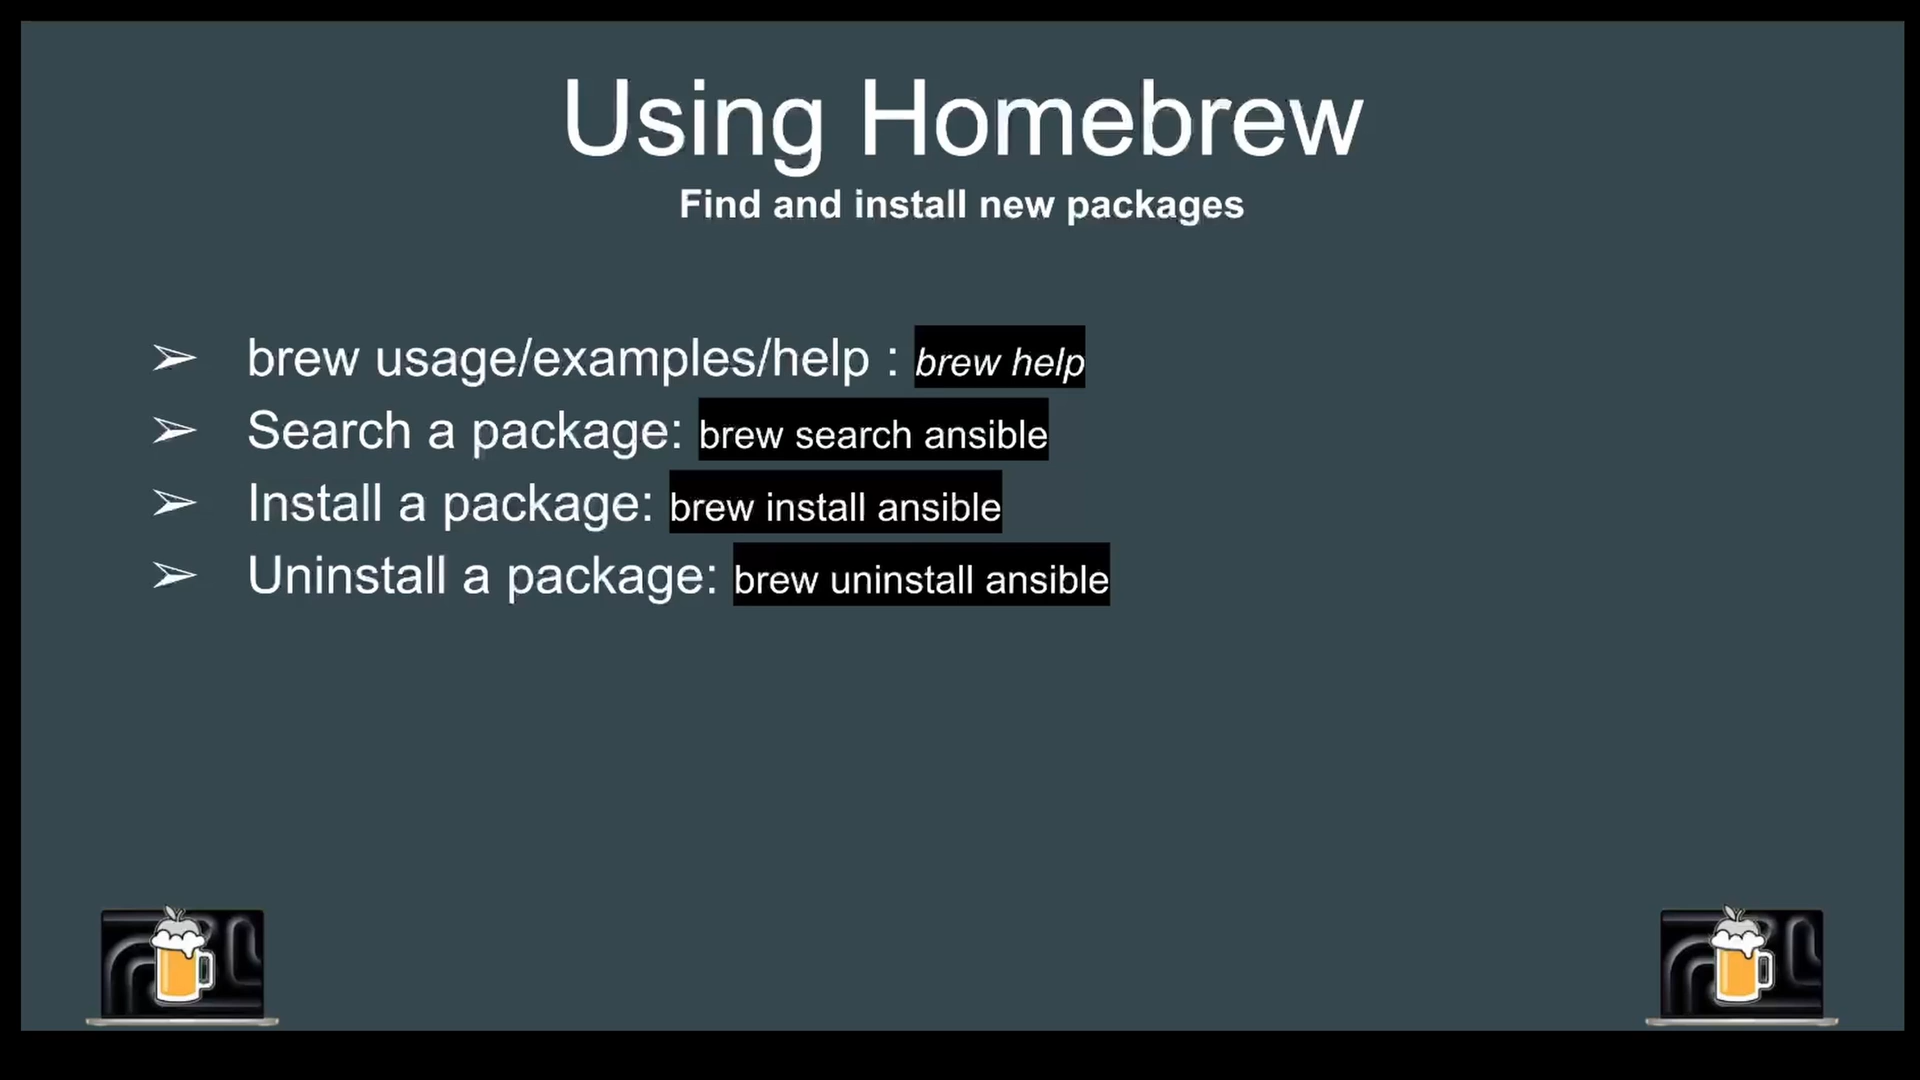 Using Homebrew
Find and install new packages
➢ brew usage/examples/help : brew help
➢ Search a package: brew search ansible
➢ Install a package: brew install ansible
➢ Uninstall a package: brew uninstall ansible